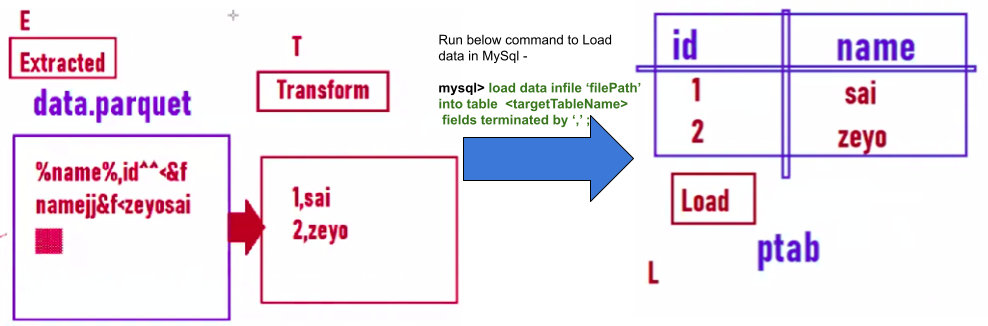 E
Extracted
data.parquet
%name%,id^^<&f
namejj&f<zeyosai
T
Transform
1,sai
2,zeyo
Run below command to Load
data in MySql -
mysql> load data infile ‘filePath’
into table <targetTableName>
fields terminated by ‘,’ ;
id name
1 sai
2 zeyo
Load
ptab
L